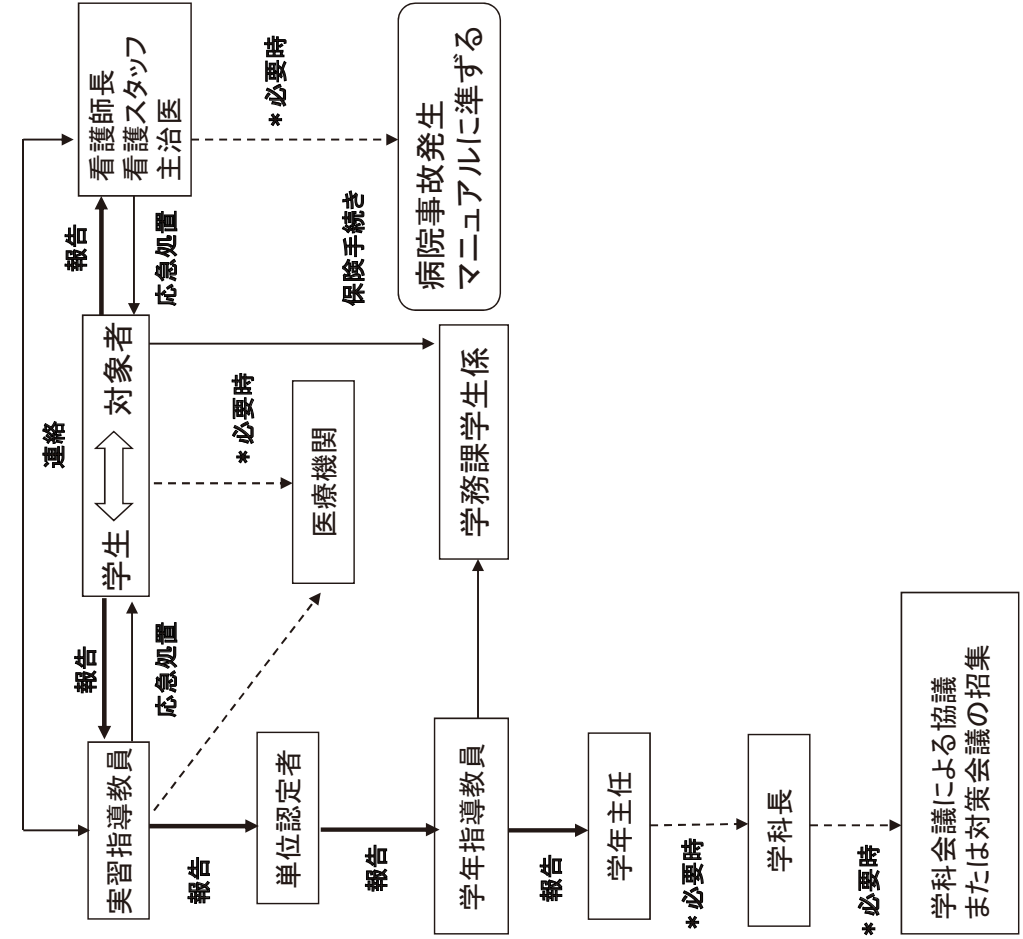 連絡
実習指導教員
報告
応急処置
学生 対象者
報告
応急処置
看護師長
看護スタッフ
主治医
報告
単位認定者
医療機関
＊必要時
＊必要時
報告
学年指導教員
学務課学生係
保険手続き
病院事故発生
マニュアルに準ずる
報告
学年主任
＊必要時
学科長
＊必要時
学科会議による協議
または対策会議の招集